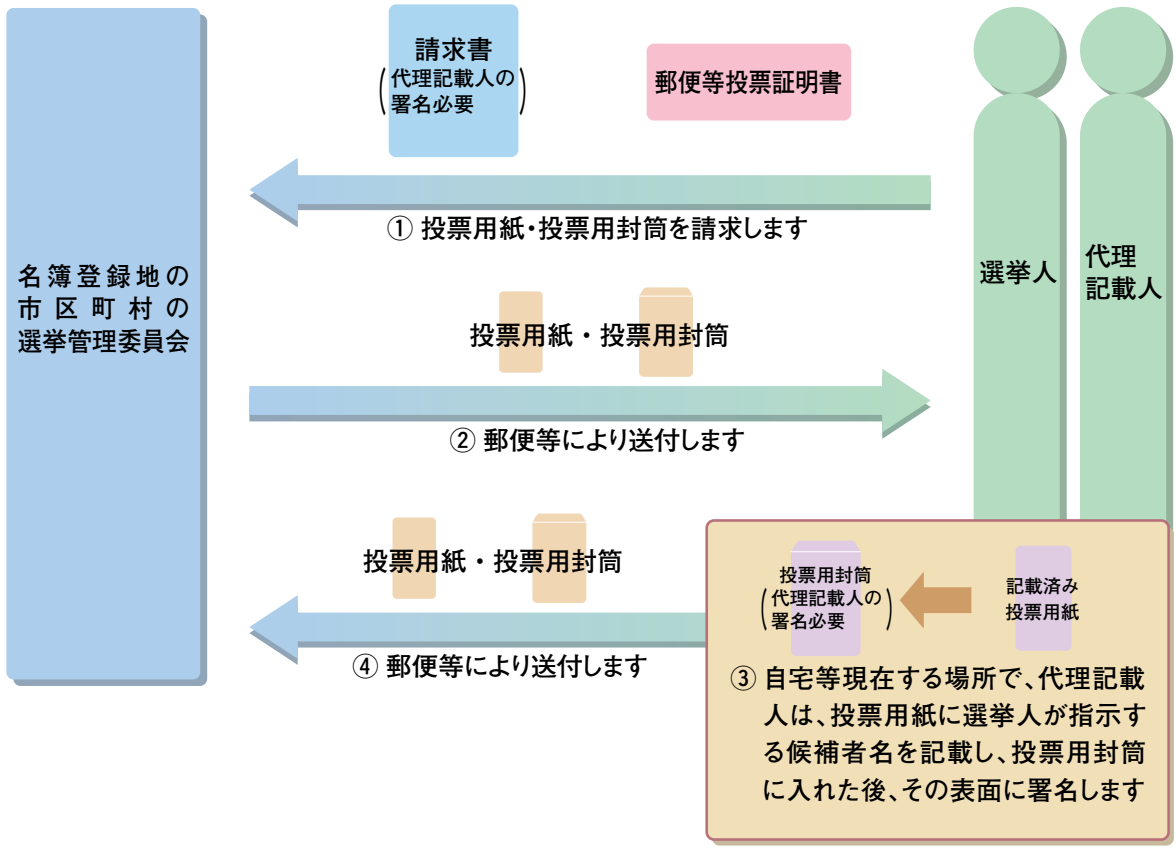 請求書
(代理記載人の
署名必要)
郵便等投票証明書
① 投票用紙・投票用封筒を請求します
名簿登録地の
市区町村の
選挙管理委員会
選挙人
代理
記載人
投票用紙・投票用封筒
② 郵便等により送付します
投票用紙・投票用封筒
④ 郵便等により送付します
投票用封筒
(代理記載人の
署名必要)
記載済み
投票用紙
③ 自宅等現在する場所で、代理記載
人は、投票用紙に選挙人が指示す
る候補者名を記載し、投票用封筒
に入れた後、その表面に署名します